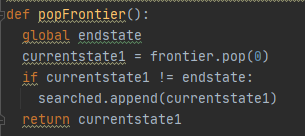 def popFrontier():
  global endstate
  currentstate1 = frontier.pop(0)
  if currentstate1 != endstate:
    searched.append(currentstate1)
  return currentstate1